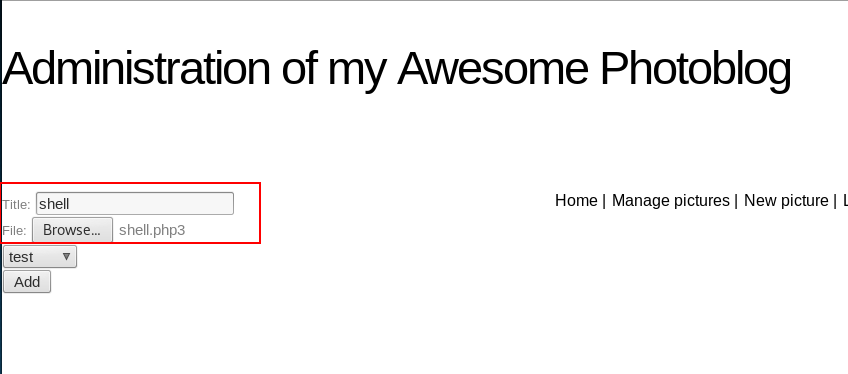 Administration of my Awesome Photoblog
Home | Manage pictures | New picture | L
Title: shell
File: Browse... shell.php3
test
Add